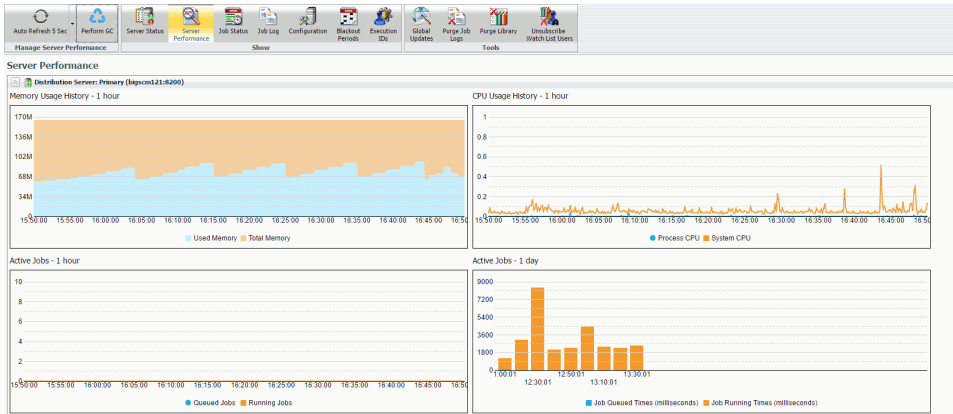 Auto Refresh 5 Sec
Perform GC
Server Status
Server Performance
Job Status
Job Log
Configuration
Blackout Periods
Execution IDs
Global Updates
Purge Job Logs
Purge Library
Unsubscribe Watch List Users
Manage Server Performance
Show
Tools
Server Performance
Distribution Server: Primary (bigscm121:8200)
Memory Usage History - 1 hour
170M
136M
102M
68M
34M
0
15:50:00 15:55:00 16:00:00 16:05:00 16:10:00 16:15:00 16:20:00 16:25:00 16:30:00 16:35:00 16:40:00 16:45:00 16:50
Used Memory Total Memory
CPU Usage History - 1 hour
1
0.8
0.6
0.4
0.2
0
15:50:00 15:55:00 16:00:00 16:05:00 16:10:00 16:15:00 16:20:00 16:25:00 16:30:00 16:35:00 16:40:00 16:45:00 16:50
Process CPU System CPU
Active Jobs - 1 hour
10
8
6
4
2
0
15:50:00 15:55:00 16:00:00 16:05:00 16:10:00 16:15:00 16:20:00 16:25:00 16:30:00 16:35:00 16:40:00 16:45:00 16:50
Queued Jobs Running Jobs
Active Jobs - 1 day
9000
7200
5400
3600
1800
0
1:00:01 12:50:01 13:30:01
12:30:01 13:10:01
Job Queued Times (milliseconds) Job Running Times (milliseconds)